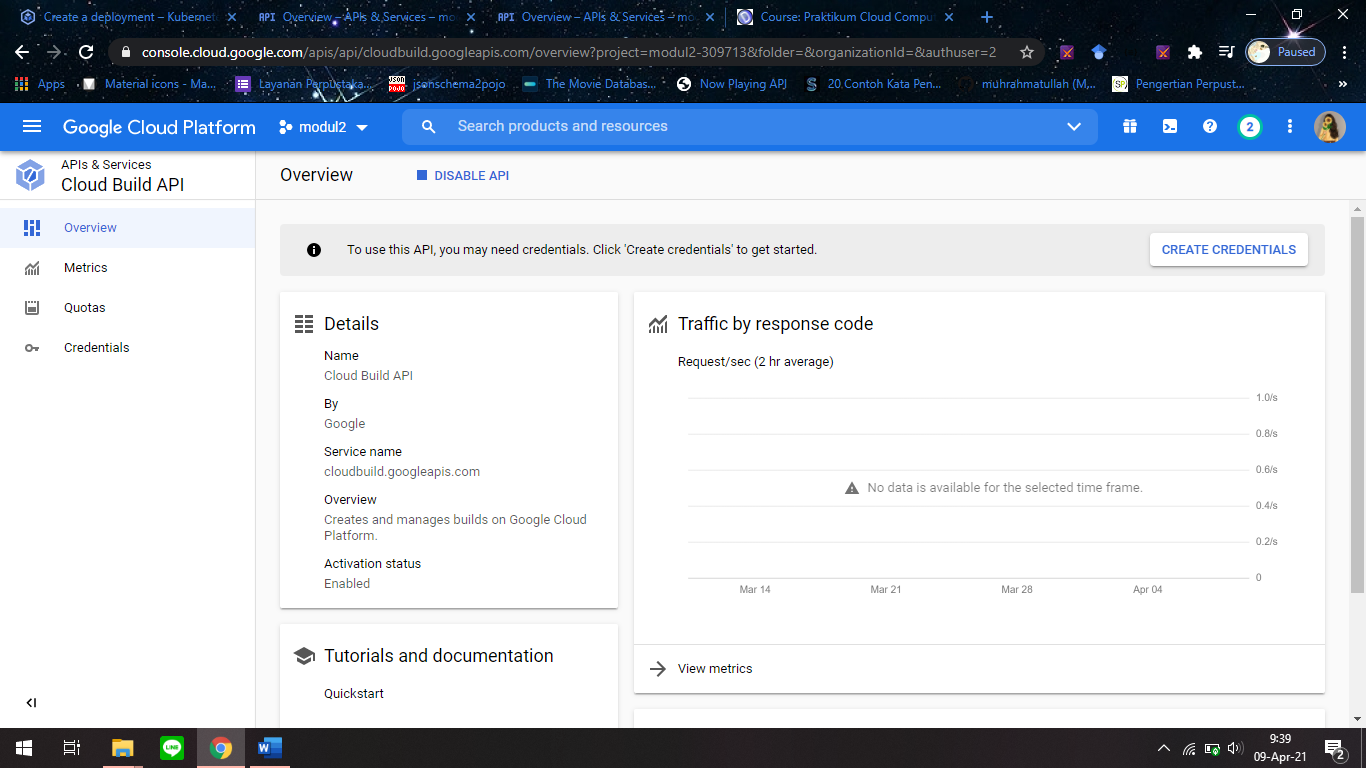 Create a deployment – Kubernet
API Overview – APIs & Services – mo
API Overview – APIs & Services – mo
Course: Praktikum Cloud Comput
console.cloud.google.com/apis/api/cloudbuild.googleapis.com/overview?project=modul2-309713&folder=&organizationId=&authuser=2
Paused
Apps
Material icons - Ma...
Layanan Perpustaka...
JSON
POJO
jsonschema2pojo
The Movie Databas...
Now Playing API
20 Contoh Kata Pen...
muhrahmatullah (M...
Pengertian Perpust...
»
Google Cloud Platform
modul2
Search products and resources
2
APIs & Services
Cloud Build API
Overview
DISABLE API
Overview
Metrics
Quotas
Credentials
To use this API, you may need credentials. Click 'Create credentials' to get started.
CREATE CREDENTIALS
Details
Name
Cloud Build API
By
Google
Service name
cloudbuild.googleapis.com
Overview
Creates and manages builds on Google Cloud
Platform.
Activation status
Enabled
Tutorials and documentation
Quickstart
Traffic by response code
Request/sec (2 hr average)
1.0/s
0.8/s
0.6/s
No data is available for the selected time frame.
0.4/s
0.2/s
0
Mar 14
Mar 21
Mar 28
Apr 04
View metrics
LINE
W
9:39
09-Apr-21
2